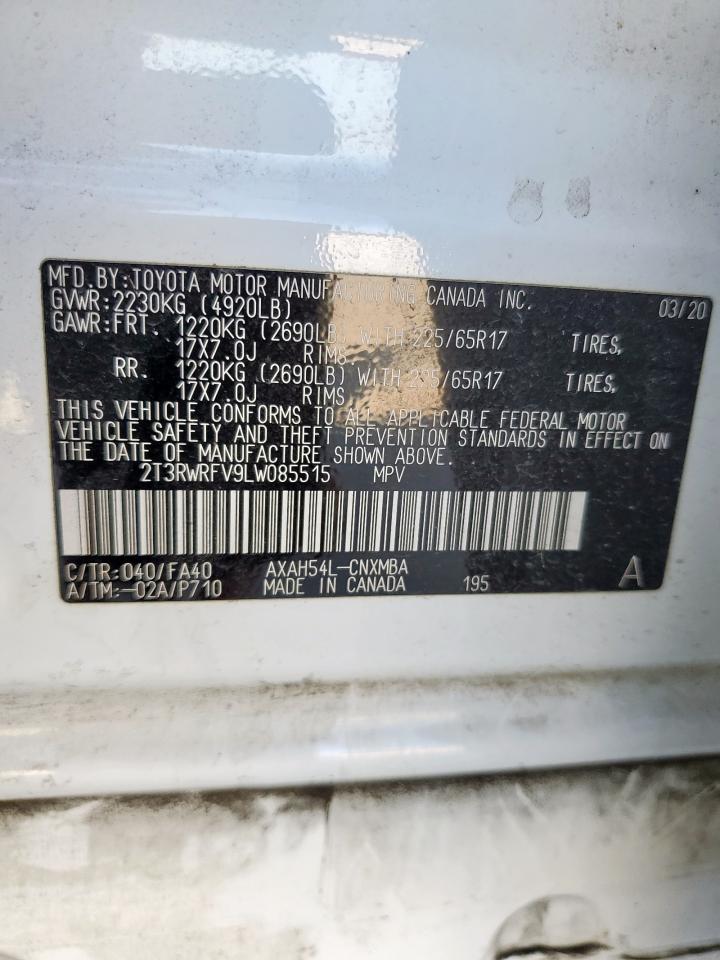 MFD.BY:TOYOTA MOTOR MANUFACTURING CANADA INC. 03/20
GVWR:2230KG (4920LB)
GAWR:FRT. 1220KG (2690LB) WITH 225/65R17 TIRES,
17X7.0J RIMS
RR. 1220KG (2690LB) WITH 225/65R17 TIRES,
17X7.0J RIMS
THIS VEHICLE CONFORMS TO ALL APPLICABLE FEDERAL MOTOR
VEHICLE SAFETY AND THEFT PREVENTION STANDARDS IN EFFECT ON
THE DATE OF MANUFACTURE SHOWN ABOVE.
2T3RWRFV9LW085515 MPV
C/TR:040/FA40 AXAH54L-CNXMBA A
A/TM:-02A/P710 MADE IN CANADA 195